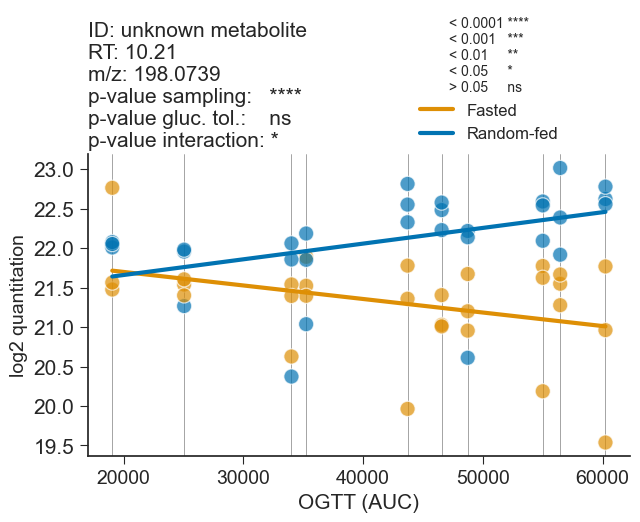 ID: unknown metabolite
RT: 10.21
m/z: 198.0739
p-value sampling: ****
p-value gluc. tol.: ns
p-value interaction: *
< 0.0001 ****
< 0.001 ***
< 0.01 **
< 0.05 *
> 0.05 ns
Fasted
Random-fed
log2 quantitation
23.0
22.5
22.0
21.5
21.0
20.5
20.0
19.5
20000 30000 40000 50000 60000
OGTT (AUC)